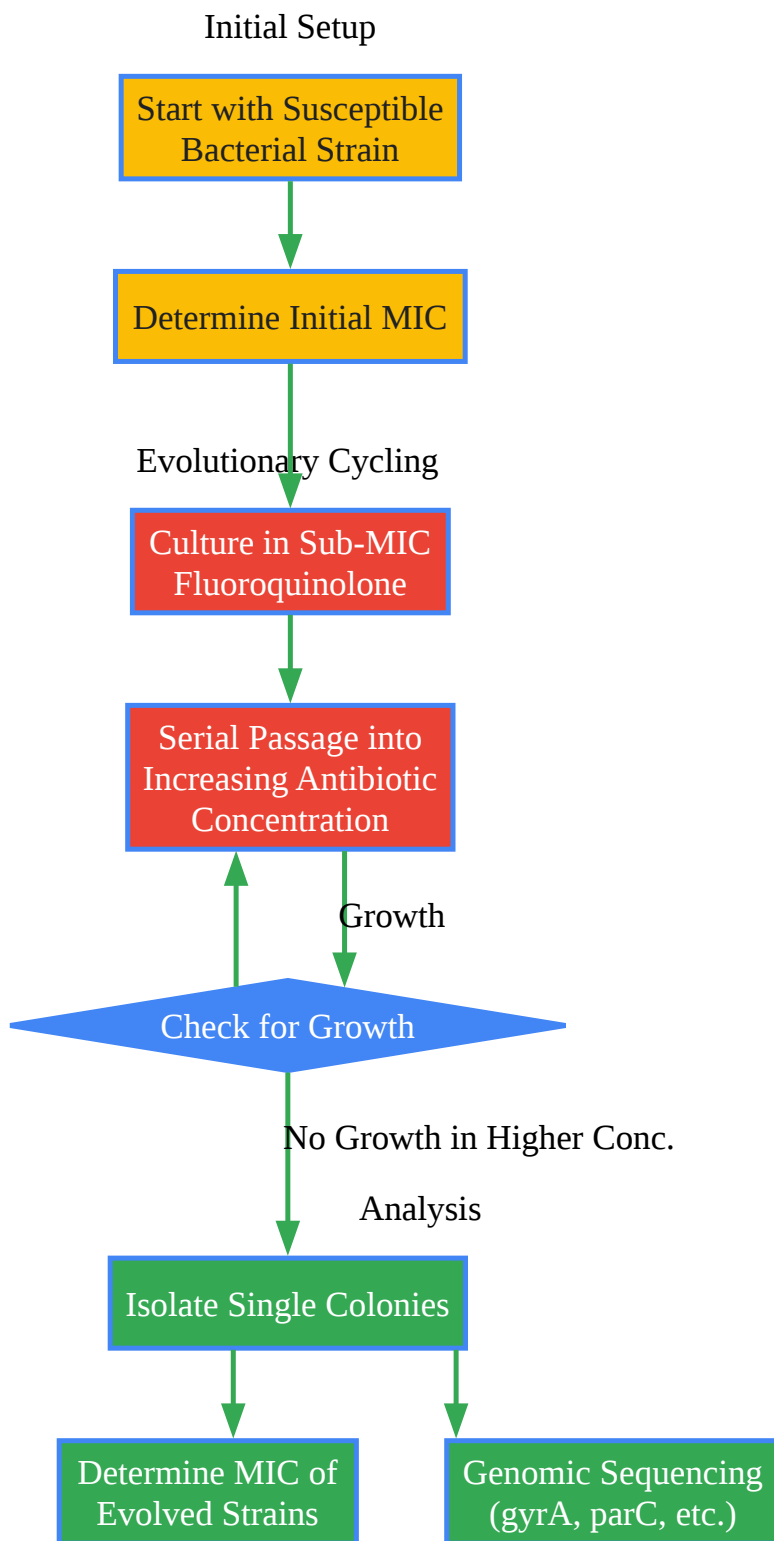 Initial Setup
Start with Susceptible
Bacterial Strain
Determine Initial MIC
Evolutionary Cycling
Culture in Sub-MIC
Fluoroquinolone
Serial Passage into
Increasing Antibiotic
Concentration
Growth
Check for Growth
No Growth in Higher Conc.
Analysis
Isolate Single Colonies
Determine MIC of
Evolved Strains
Genomic Sequencing
(gyrA, parC, etc.)